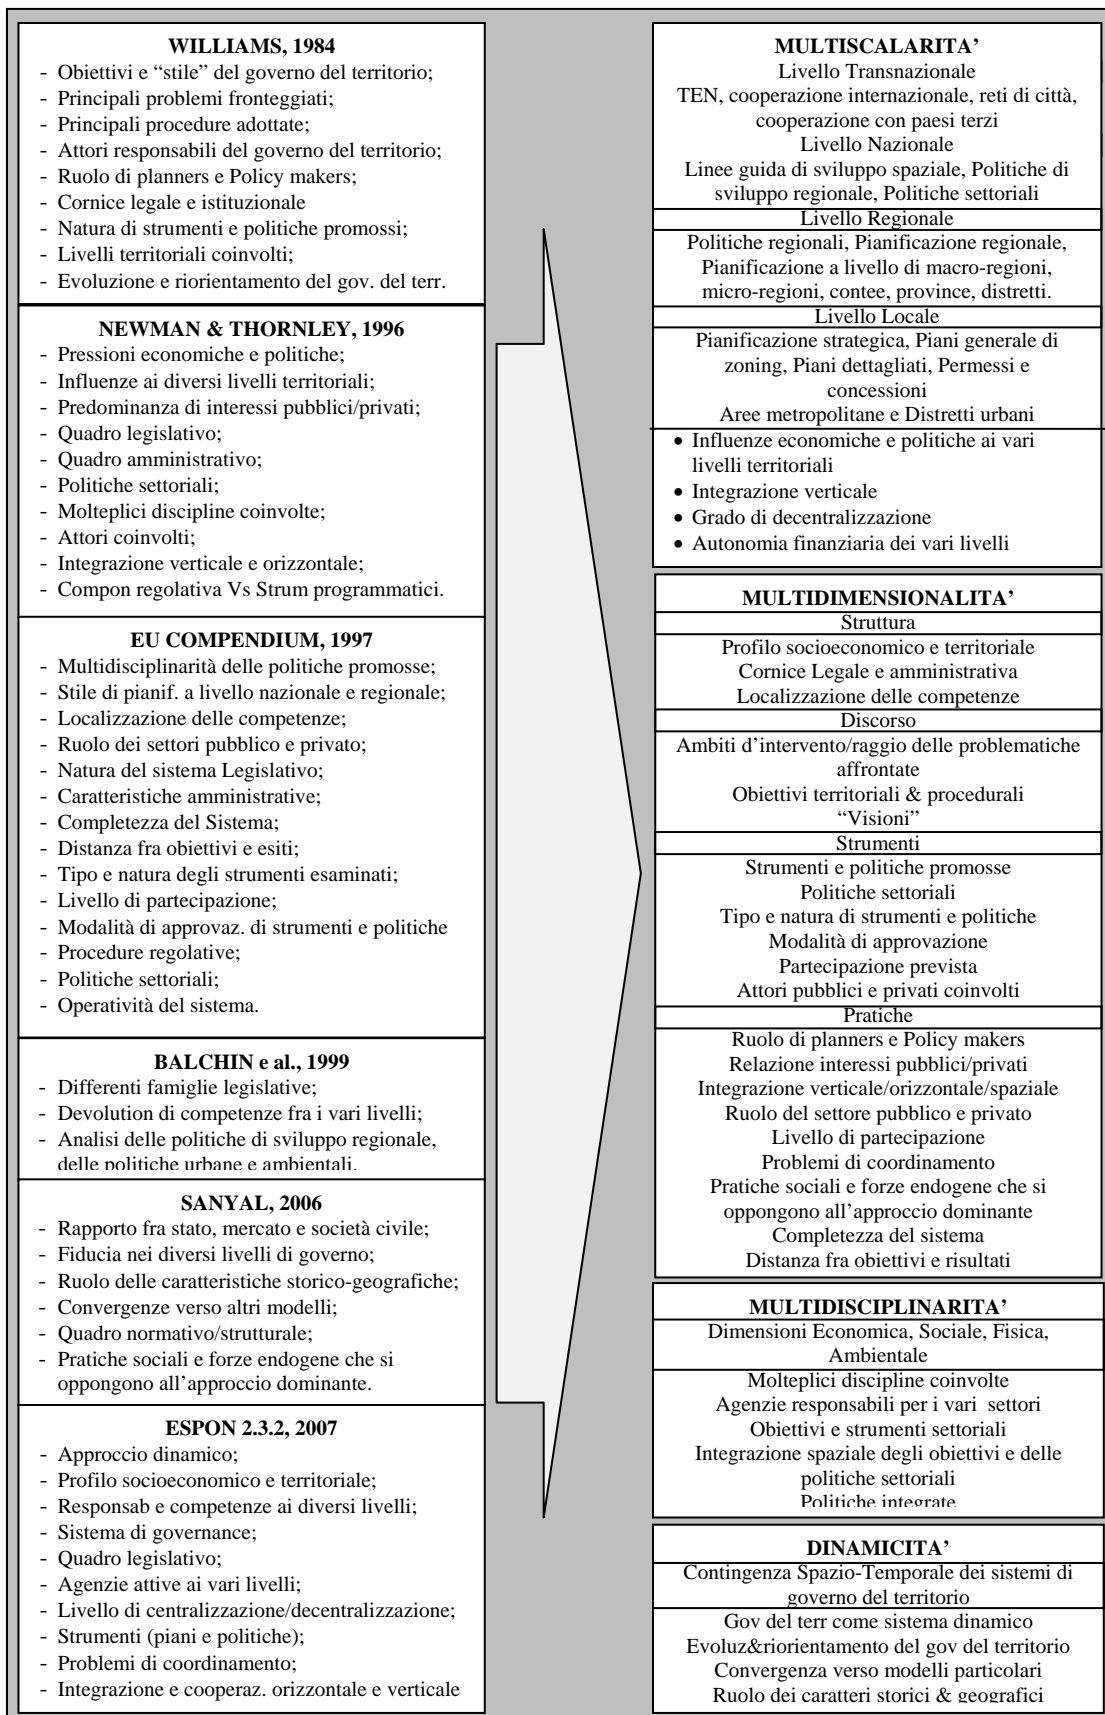 WILLIAMS, 1984
- Obiettivi e “stile” del governo del territorio;
- Principali problemi fronteggiati;
- Principali procedure adottate;
- Attori responsabili del governo del territorio;
- Ruolo di planners e Policy makers;
- Cornice legale e istituzionale
- Natura di strumenti e politiche promossi;
- Livelli territoriali coinvolti;
- Evoluzione e riorientamento del gov. del terr.
NEWMAN & THORNLEY, 1996
- Pressioni economiche e politiche;
- Influenze ai diversi livelli territoriali;
- Predominanza di interessi pubblici/privati;
- Quadro legislativo;
- Quadro amministrativo;
- Politiche settoriali;
- Molteplici discipline coinvolte;
- Attori coinvolti;
- Integrazione verticale e orizzontale;
- Compon regolativa Vs Strum programmatici.
EU COMPENDIUM, 1997
- Multidisciplinarità delle politiche promosse;
- Stile di pianif. a livello nazionale e regionale;
- Localizzazione delle competenze;
- Ruolo dei settori pubblico e privato;
- Natura del sistema Legislativo;
- Caratteristiche amministrative;
- Completezza del Sistema;
- Distanza fra obiettivi e esiti;
- Tipo e natura degli strumenti esaminati;
- Livello di partecipazione;
- Modalità di approvaz. di strumenti e politiche
- Procedure regolative;
- Politiche settoriali;
- Operatività del sistema.
BALCHIN e al., 1999
- Differenti famiglie legislative;
- Devolution di competenze fra i vari livelli;
- Analisi delle politiche di sviluppo regionale,
delle politiche urbane e ambientali.
SANYAL, 2006
- Rapporto fra stato, mercato e società civile;
- Fiducia nei diversi livelli di governo;
- Ruolo delle caratteristiche storico-geografiche;
- Convergenze verso altri modelli;
- Quadro normativo/strutturale;
- Pratiche sociali e forze endogene che si
oppongono all’approccio dominante.
ESPON 2.3.2, 2007
- Approccio dinamico;
- Profilo socioeconomico e territoriale;
- Responsab e competenze ai diversi livelli;
- Sistema di governance;
- Quadro legislativo;
- Agenzie attive ai vari livelli;
- Livello di centralizzazione/decentralizzazione;
- Strumenti (piani e politiche);
- Problemi di coordinamento;
- Integrazione e cooperaz. orizzontale e verticale
MULTISCALARITA’
Livello Transnazionale
TEN, cooperazione internazionale, reti di città,
cooperazione con paesi terzi
Livello Nazionale
Linee guida di sviluppo spaziale, Politiche di
sviluppo regionale, Politiche settoriali
Livello Regionale
Politiche regionali, Pianificazione regionale,
Pianificazione a livello di macro-regioni,
micro-regioni, contee, province, distretti.
Livello Locale
Pianificazione strategica, Piani generale di
zoning, Piani dettagliati, Permessi e
concessioni
Aree metropolitane e Distretti urbani
• Influenze economiche e politiche ai vari
livelli territoriali
• Integrazione verticale
• Grado di decentralizzazione
• Autonomia finanziaria dei vari livelli
MULTIDIMENSIONALITA’
Struttura
Profilo socioeconomico e territoriale
Cornice Legale e amministrativa
Localizzazione delle competenze
Discorso
Ambiti d’intervento/raggio delle problematiche
affrontate
Obiettivi territoriali & procedurali
“Visioni”
Strumenti
Strumenti e politiche promosse
Politiche settoriali
Tipo e natura di strumenti e politiche
Modalità di approvazione
Partecipazione prevista
Attori pubblici e privati coinvolti
Pratiche
Ruolo di planners e Policy makers
Relazione interessi pubblici/privati
Integrazione verticale/orizzontale/spaziale
Ruolo del settore pubblico e privato
Livello di partecipazione
Problemi di coordinamento
Pratiche sociali e forze endogene che si
oppongono all’approccio dominante
Completezza del sistema
Distanza fra obiettivi e risultati
MULTIDISCIPLINARITA’
Dimensioni Economica, Sociale, Fisica,
Ambientale
Molteplici discipline coinvolte
Agenzie responsabili per i vari settori
Obiettivi e strumenti settoriali
Integrazione spaziale degli obiettivi e delle
politiche settoriali
Politiche integrate
DINAMICITA’
Contingenza Spazio-Temporale dei sistemi di
governo del territorio
Gov del terr come sistema dinamico
Evoluz&riorientamento del gov del territorio
Convergenza verso modelli particolari
Ruolo dei caratteri storici & geografici